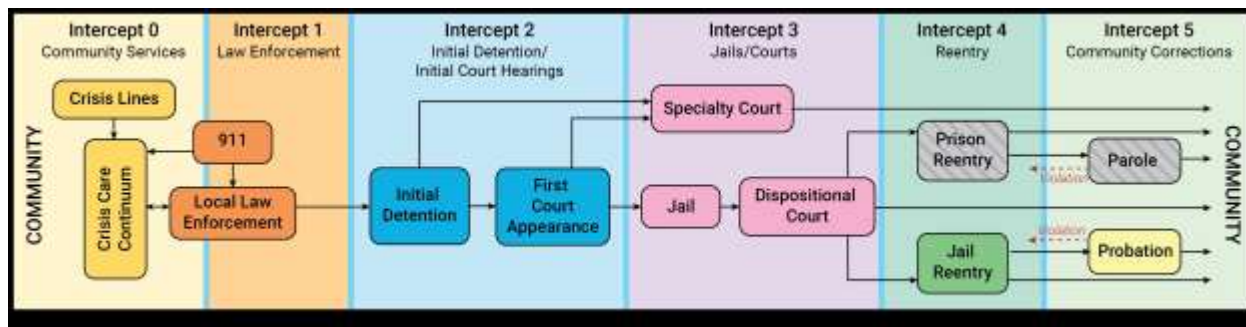 Intercept 0
Community Services
Intercept 1
Law Enforcement
Intercept 2
Initial Detention/
Initial Court Hearings
Intercept 3
Jails/Courts
Intercept 4
Reentry
Intercept 5
Community Corrections
COMMUNITY
Crisis Lines
Crisis Care
Continuum
911
Local Law
Enforcement
Initial
Detention
First
Court
Appearance
Specialty Court
Jail
Dispositional
Court
Prison
Reentry
Violation
Parole
Jail
Reentry
Violation
Probation
COMMUNITY